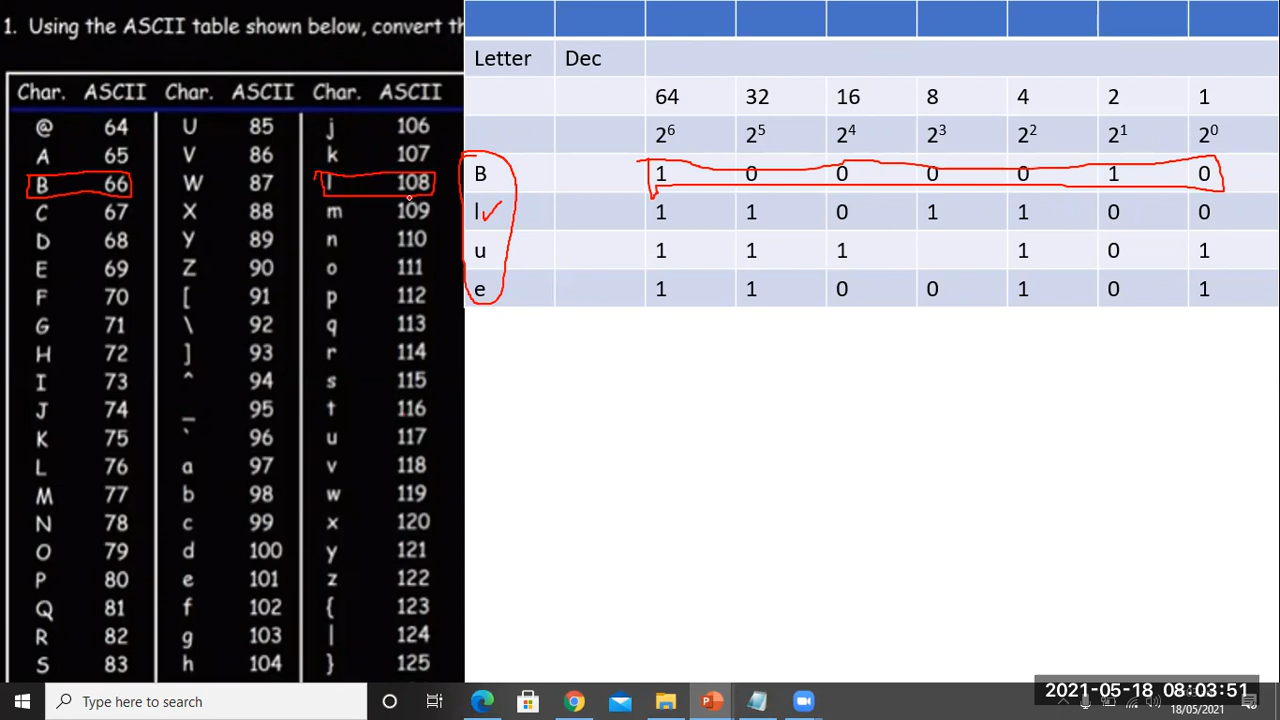 1. Using the ASCII table shown below, convert th
Char. ASCII Char. ASCII Char. ASCII
@ 64 U 85 j 106
A 65 V 86 k 107
B 66 W 87 l 108
C 67 X 88 m 109
D 68 Y 89 n 110
E 69 Z 90 o 111
F 70 [ 91 p 112
G 71 \ 92 q 113
H 72 ] 93 r 114
I 73 ^ 94 s 115
J 74 _ 95 t 116
K 75 ` 96 u 117
L 76 a 97 v 118
M 77 b 98 w 119
N 78 c 99 x 120
O 79 d 100 y 121
P 80 e 101 z 122
Q 81 f 102 { 123
R 82 g 103 | 124
S 83 h 104 } 125
Letter Dec
64 32 16 8 4 2 1
2⁶ 2⁵ 2⁴ 2³ 2² 2¹ 2⁰
B 1 0 0 0 0 1 0
l 1 1 0 1 1 0 0
u 1 1 1 1 0 1
e 1 1 0 0 1 0 1
Type here to search
2021-05-18 08:03:51
18/05/2021